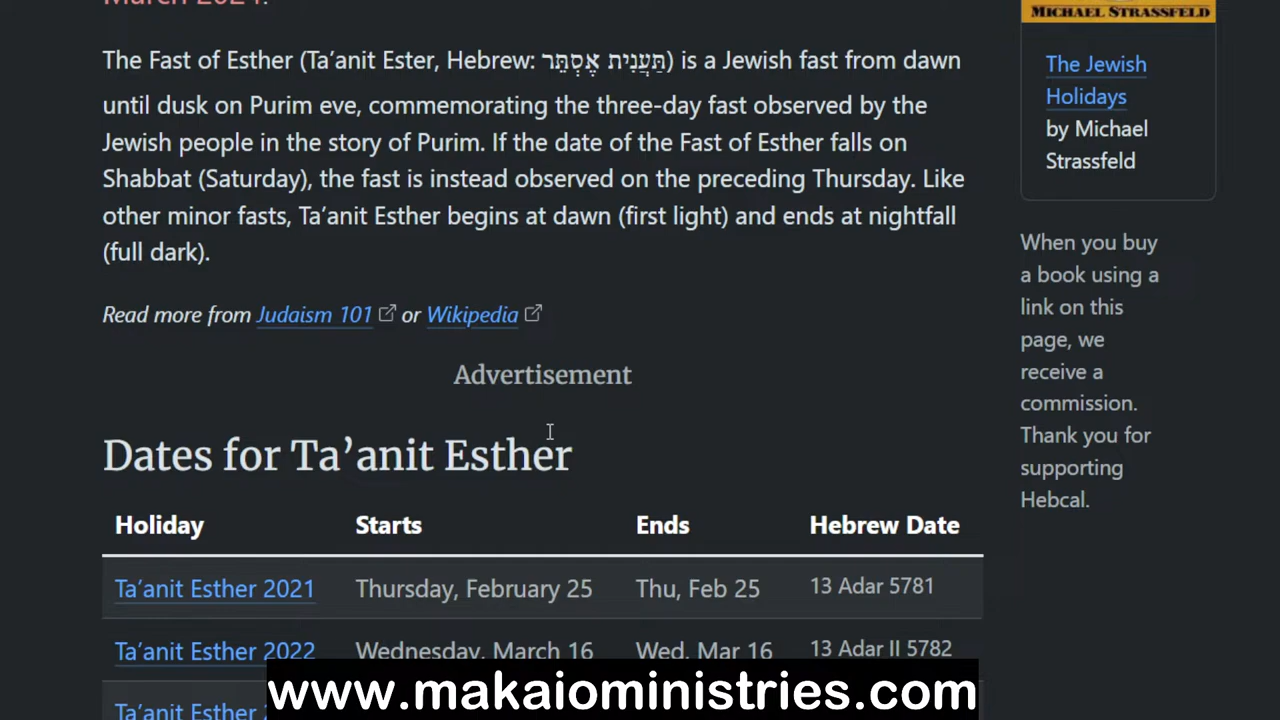 March 2024.
MICHAEL STRASSFELD
The Fast of Esther (Ta’anit Ester, Hebrew: תַּעֲנִית אֶסְתֵּר) is a Jewish fast from dawn
until dusk on Purim eve, commemorating the three-day fast observed by the
Jewish people in the story of Purim. If the date of the Fast of Esther falls on
Shabbat (Saturday), the fast is instead observed on the preceding Thursday. Like
other minor fasts, Ta’anit Esther begins at dawn (first light) and ends at nightfall
(full dark).
Read more from Judaism 101 or Wikipedia
Advertisement
Dates for Ta’anit Esther
Holiday Starts Ends Hebrew Date
Ta’anit Esther 2021 Thursday, February 25 Thu, Feb 25 13 Adar 5781
Ta’anit Esther 2022 Wednesday, March 16 Wed, Mar 16 13 Adar II 5782
Ta’anit Esther
The Jewish
Holidays
by Michael
Strassfeld
When you buy
a book using a
link on this
page, we
receive a
commission.
Thank you for
supporting
Hebcal.
www.makaioministries.com